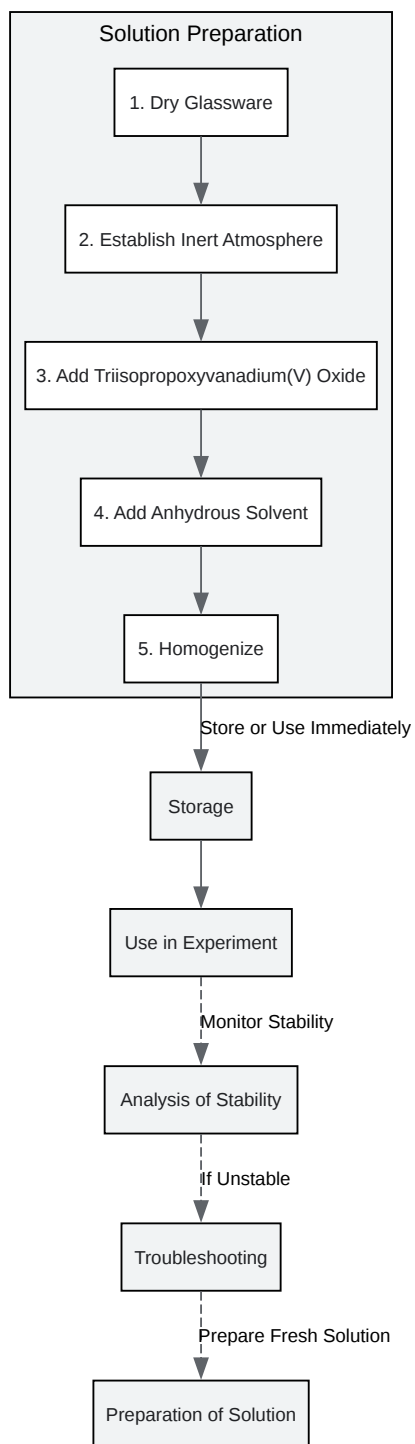 Solution Preparation
1. Dry Glassware
2. Establish Inert Atmosphere
3. Add Triisopropoxyvanadium(V) Oxide
4. Add Anhydrous Solvent
5. Homogenize
Store or Use Immediately
Storage
Use in Experiment
Monitor Stability
Analysis of Stability
If Unstable
Troubleshooting
Prepare Fresh Solution
Preparation of Solution